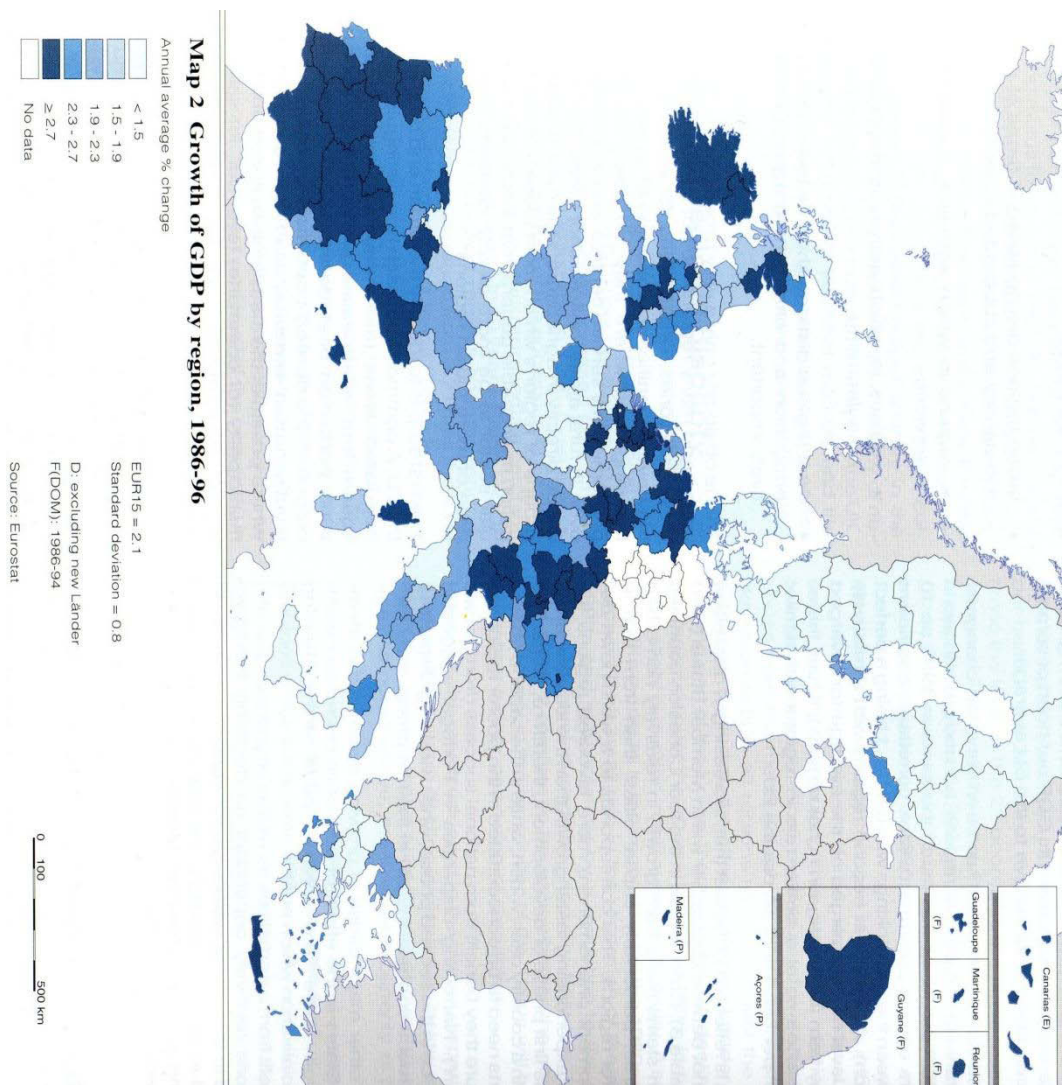 Map 2 Growth of GDP by region, 1986-96
Annual average % change
< 1.5
1.5 - 1.9
1.9 - 2.3
2.3 - 2.7
≥ 2.7
No data
EUR15 = 2.1
Standard deviation = 0.8
D: excluding new Länder
F(DOM): 1986-94
Source: Eurostat
0 100 500 km
Canarias (E)
Guadeloupe (F)
Martinique (F)
Réunion (F)
Guyane (F)
Açores (P)
Madeira (P)